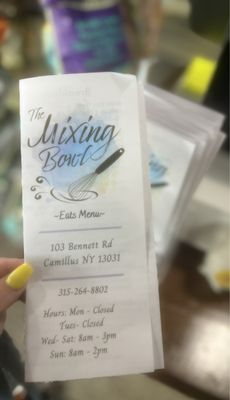 The
Mixing
Bowl
~Eats Menu~
103 Bennett Rd
Camillus NY 13031
315-264-8802
Hours: Mon - Closed
Tues- Closed
Wed- Sat: 8am - 3pm
Sun: 8am - 2pm